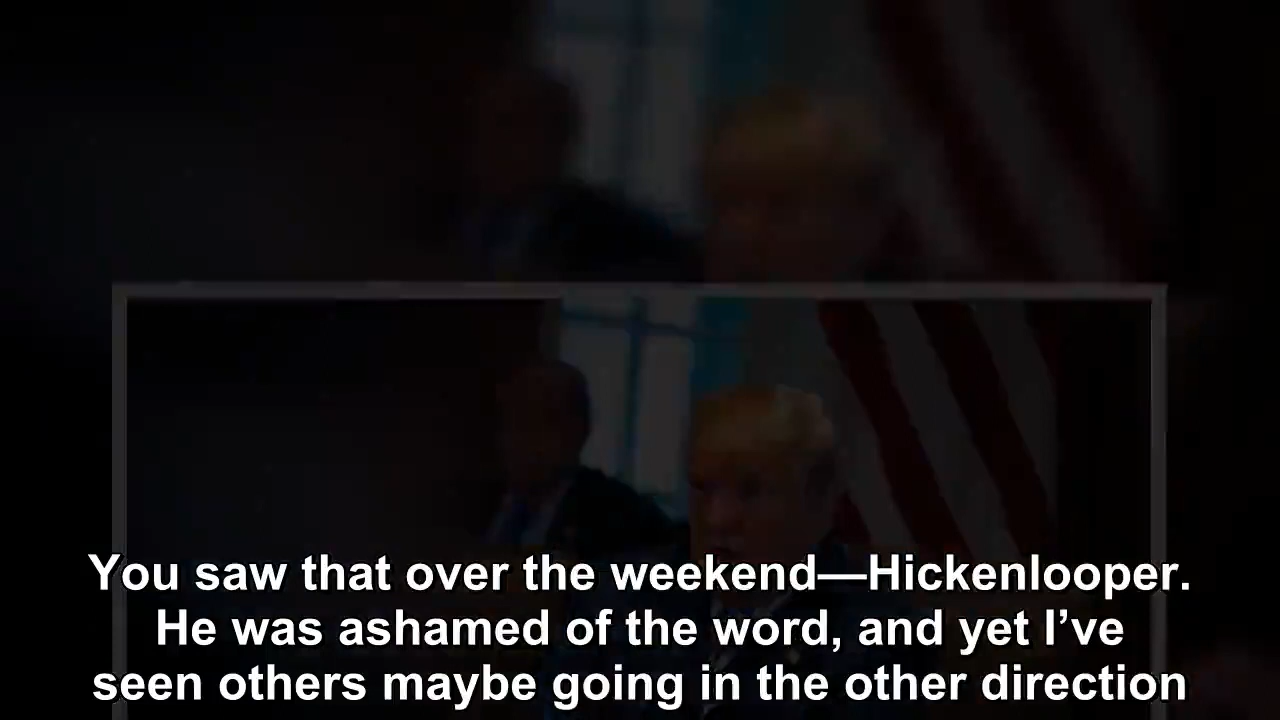 You saw that over the weekend—Hickenlooper.
He was ashamed of the word, and yet I’ve
seen others maybe going in the other direction